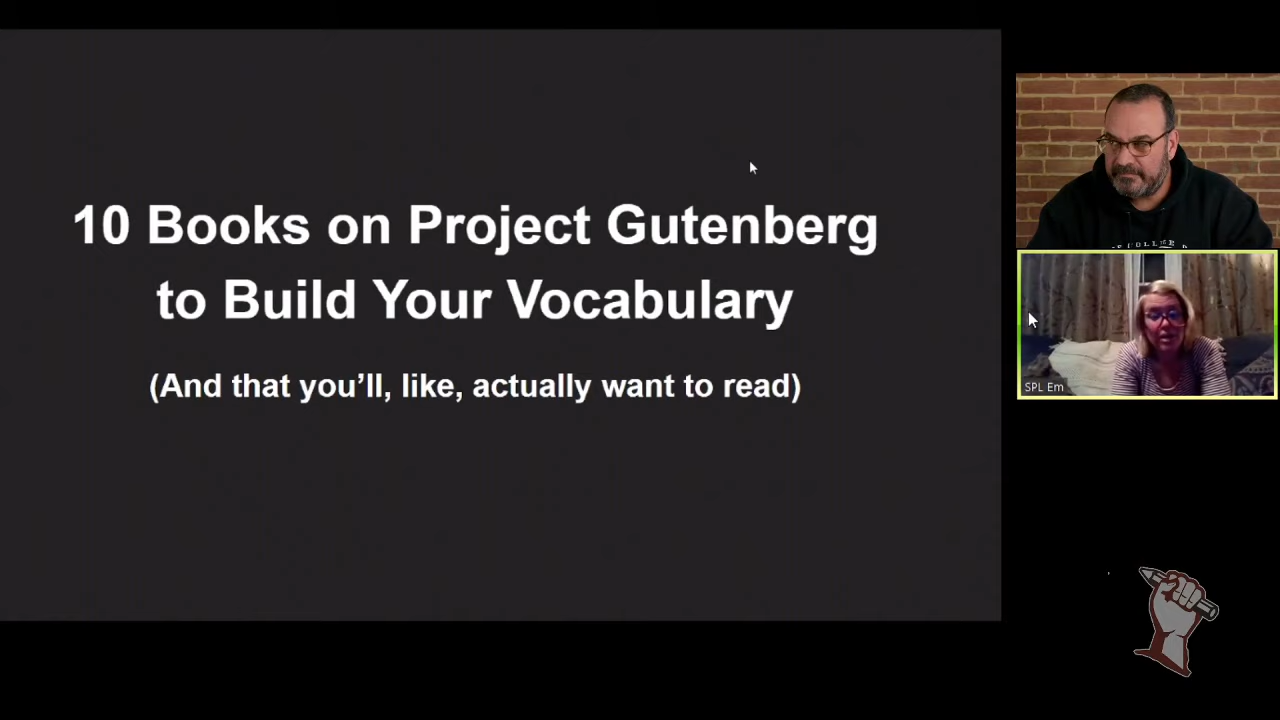 10 Books on Project Gutenberg
to Build Your Vocabulary
(And that you’ll, like, actually want to read)
SPL Em